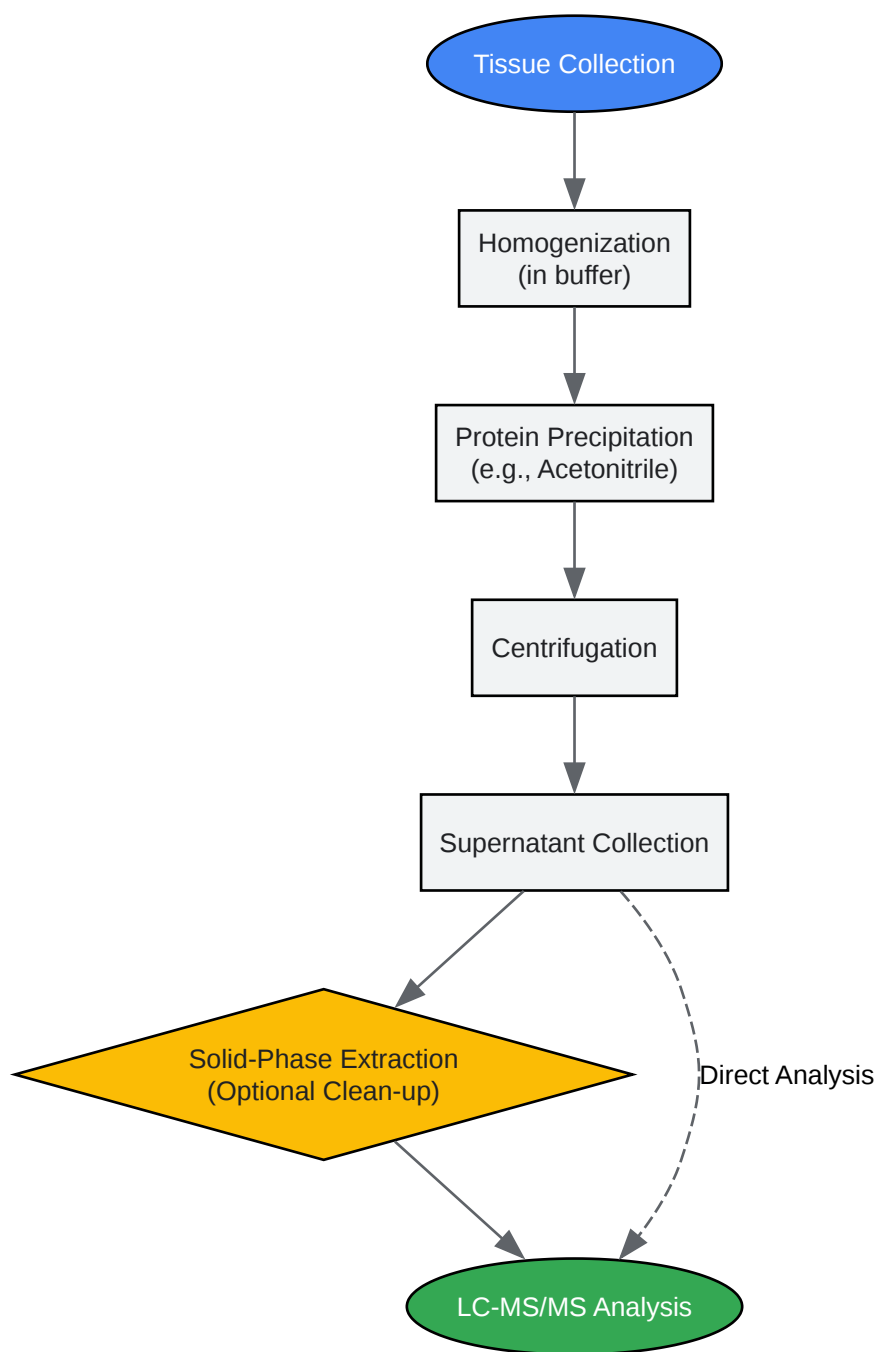 Tissue Collection
Homogenization
(in buffer)
Protein Precipitation
(e.g., Acetonitrile)
Centrifugation
Supernatant Collection
Solid-Phase Extraction
(Optional Clean-up)
Direct Analysis
LC-MS/MS Analysis